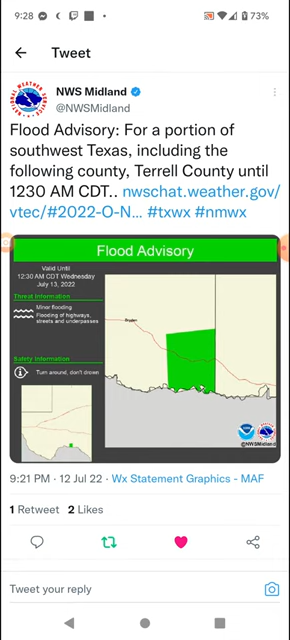 9:28
73%
Tweet
NWS Midland
@NWSMidland
Flood Advisory: For a portion of
southwest Texas, including the
following county, Terrell County until
1230 AM CDT.. nwschat.weather.gov/
vtec/#2022-O-N... #txwx #nmwx
Flood Advisory
Valid Until
12:30 AM CDT Wednesday
July 13, 2022
Threat Information
Minor flooding
Flooding of highways,
streets and underpasses
Safety Information
Turn around, don't drown
@NWSMidland
9:21 PM · 12 Jul 22 · Wx Statement Graphics - MAF
1 Retweet 2 Likes
Tweet your reply